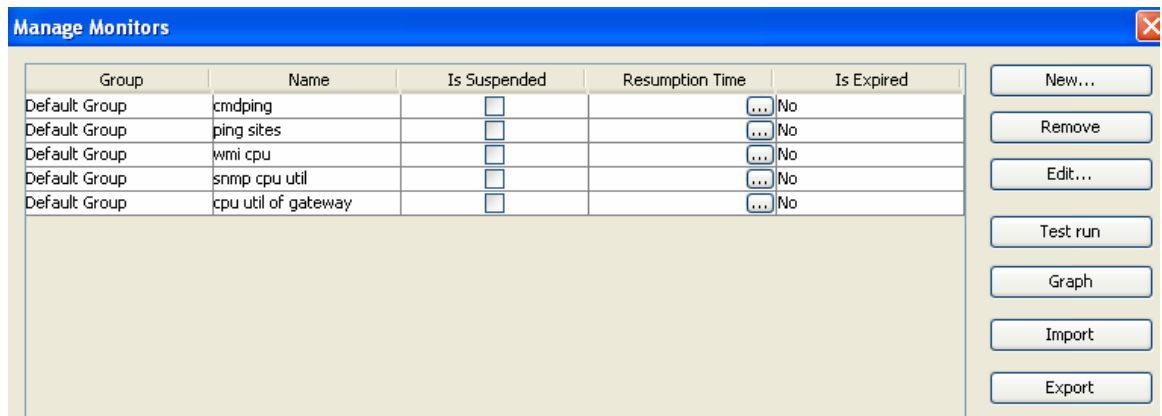 Manage Monitors
Group Name Is Suspended Resumption Time Is Expired
Default Group cmdping ... No
Default Group ping sites ... No
Default Group wmi cpu ... No
Default Group snmp cpu util ... No
Default Group cpu util of gateway ... No
New...
Remove
Edit...
Test run
Graph
Import
Export